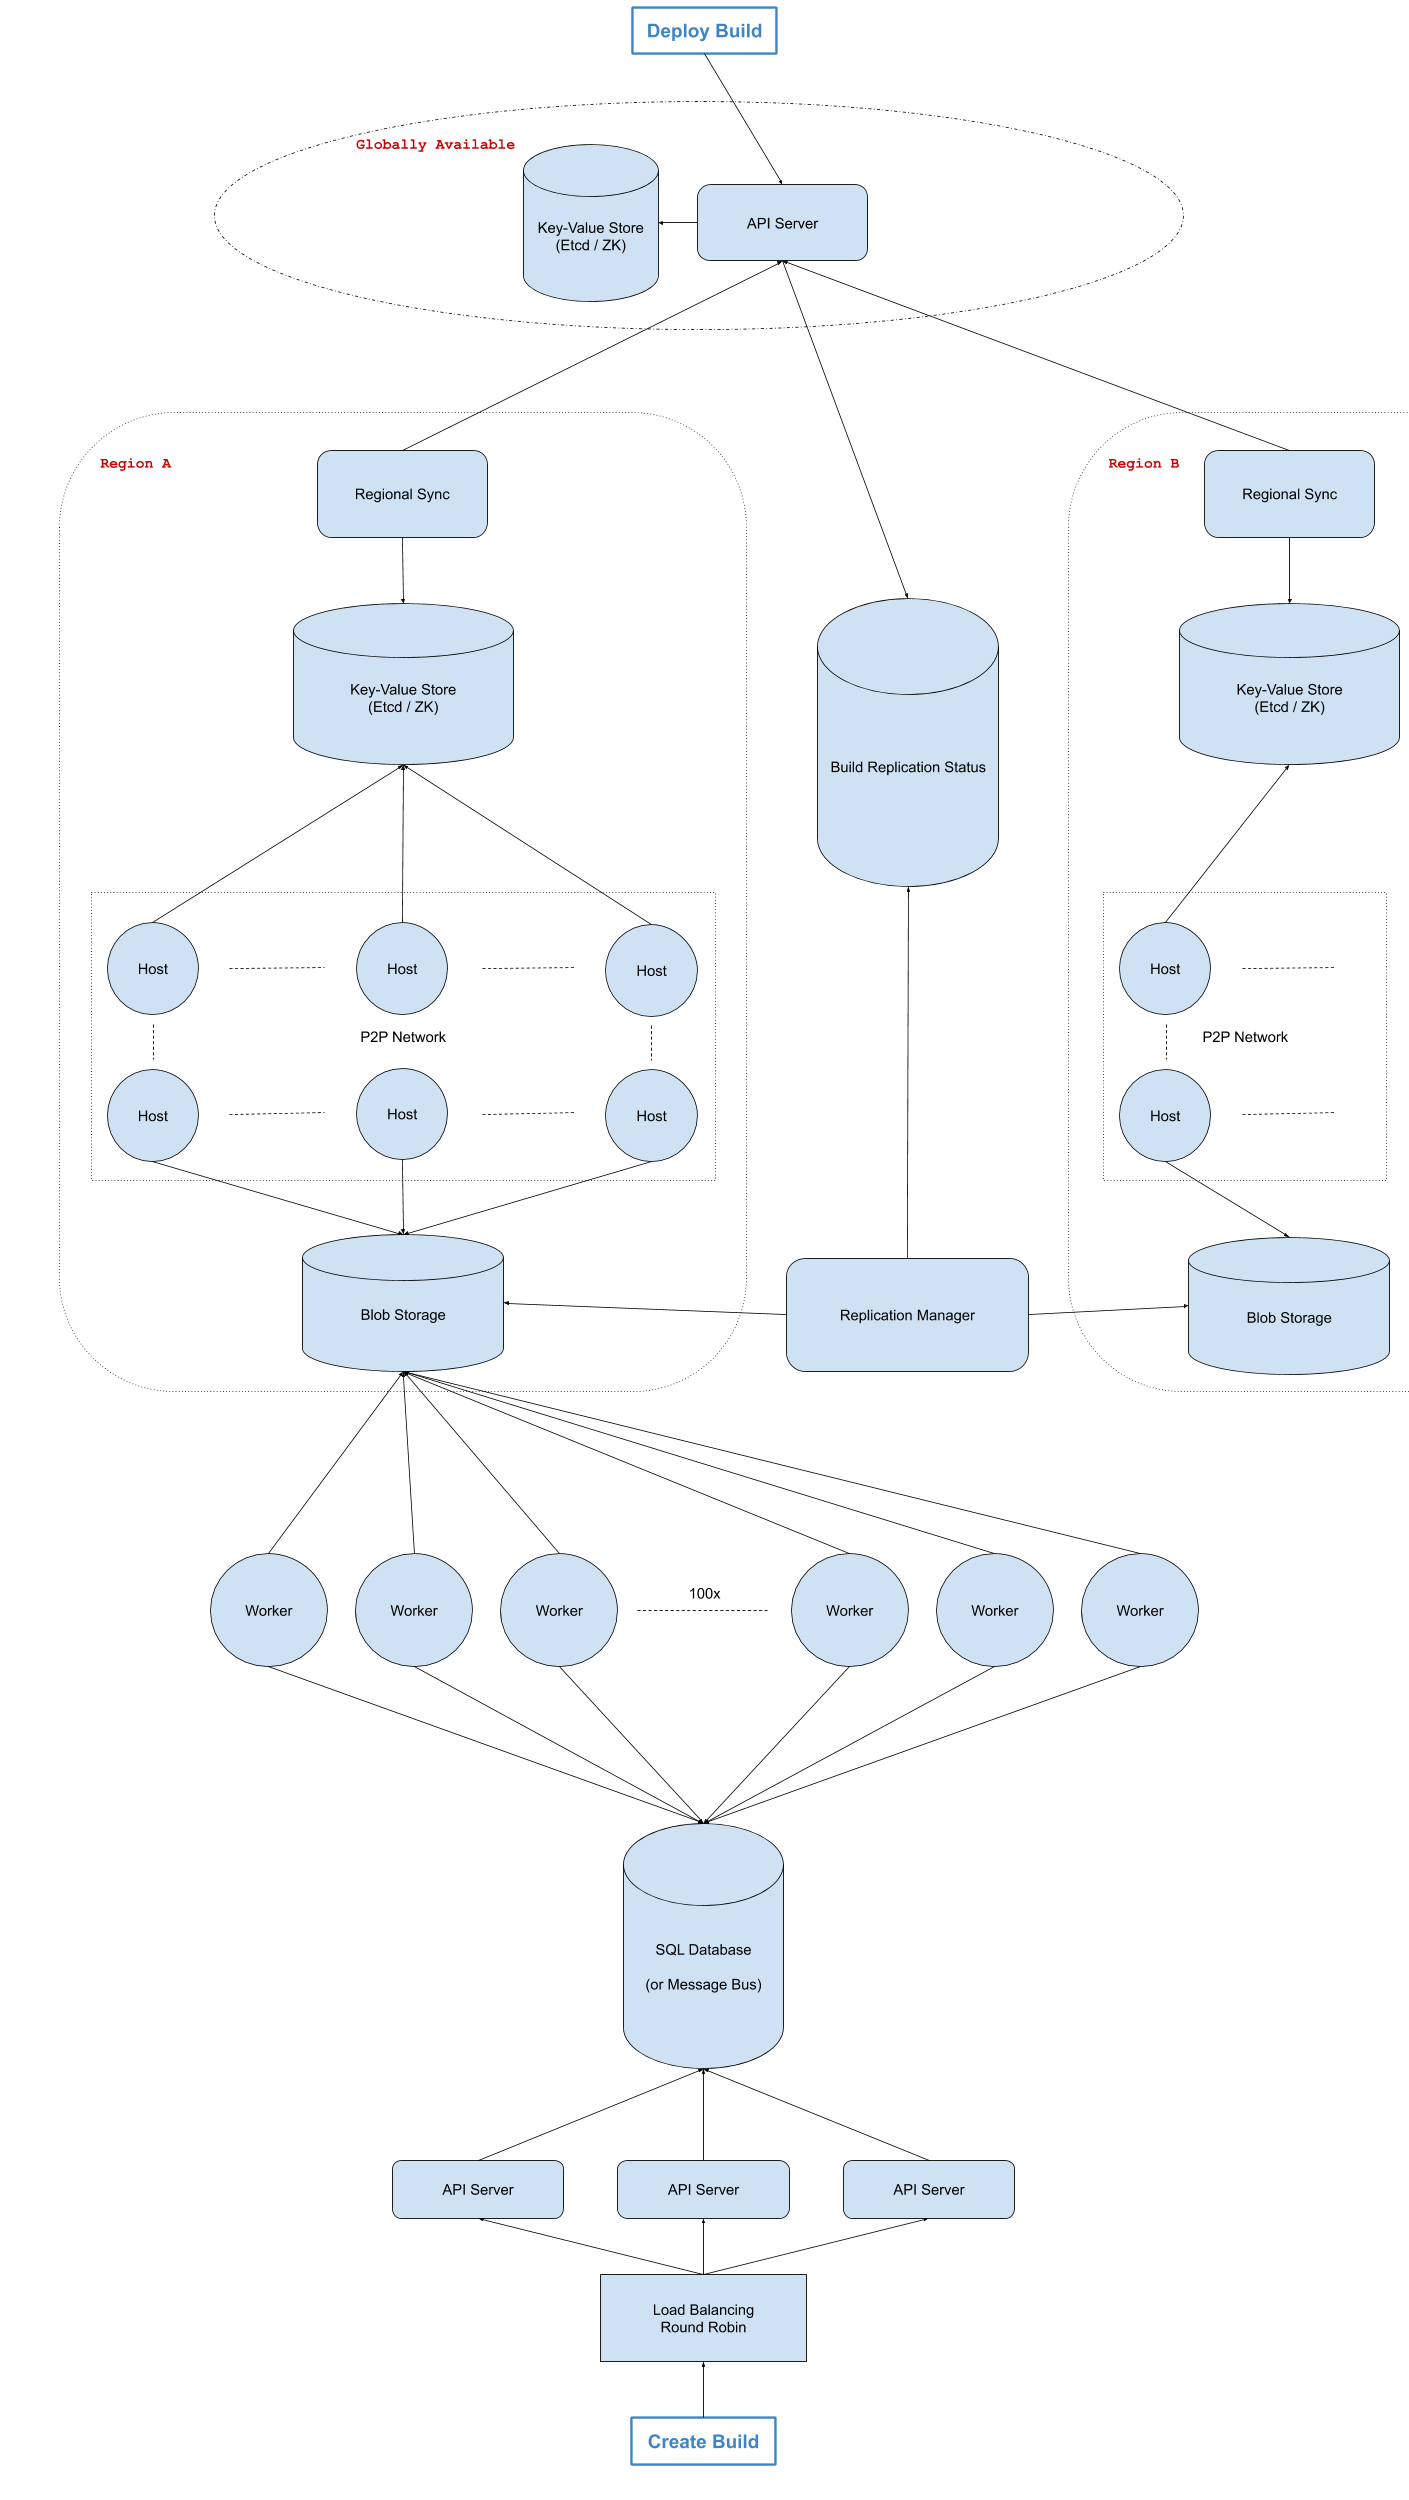 Deploy Build
Globally Available
Key-Value Store
(Etcd / ZK)
API Server
Region A
Regional Sync
Region B
Regional Sync
Key-Value Store
(Etcd / ZK)
Build Replication Status
Key-Value Store
(Etcd / ZK)
Host
Host
Host
Host
P2P Network
P2P Network
Host
Host
Host
Host
Blob Storage
Replication Manager
Blob Storage
Worker
Worker
Worker
100x
Worker
Worker
Worker
SQL Database
(or Message Bus)
API Server
API Server
API Server
Load Balancing
Round Robin
Create Build